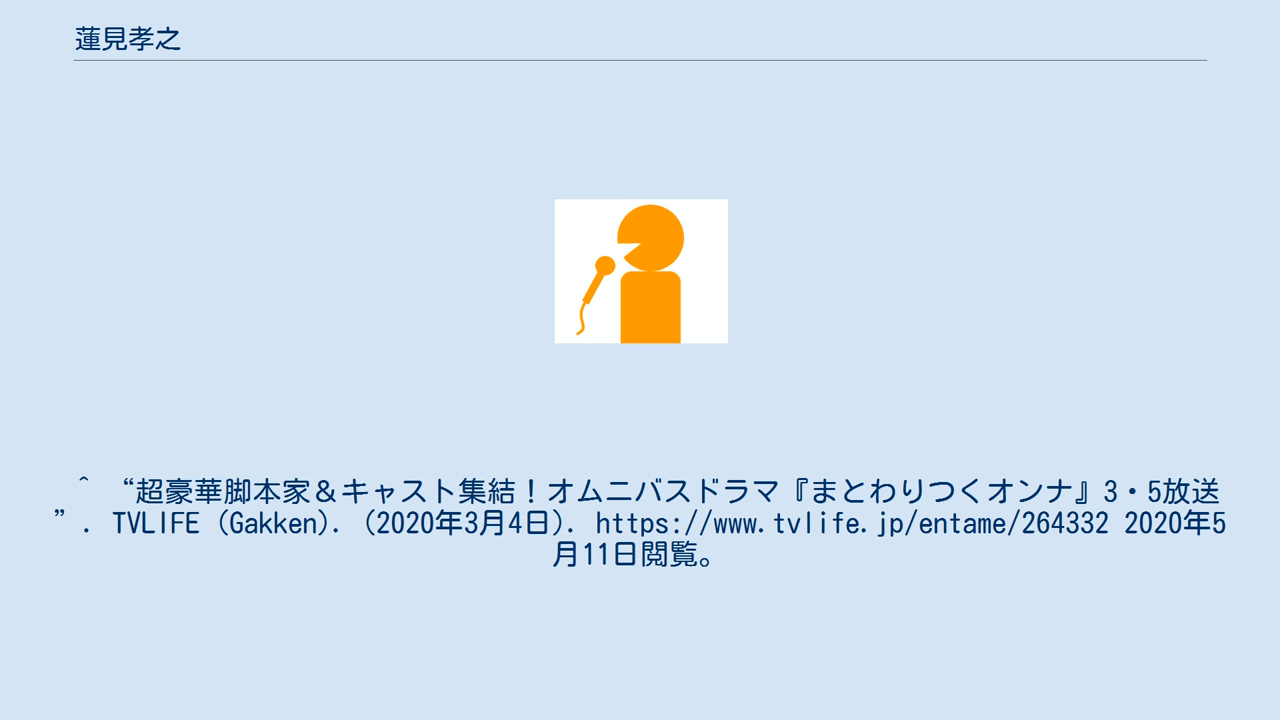 蓮見孝之
^ “超豪華脚本家＆キャスト集結！オムニバスドラマ『まとわりつくオンナ』3・5放送
”. TVLIFE (Gakken). (2020年3月4日). https://www.tvlife.jp/entame/264332 2020年5
月11日閲覧。